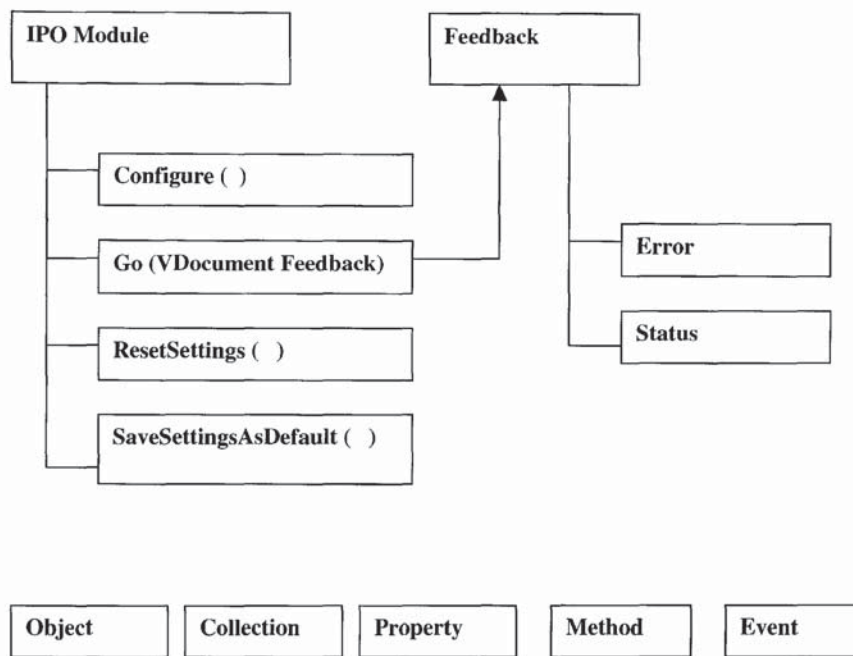 IPO Module
Feedback
Configure ( )
Go (VDocument Feedback)
Error
ResetSettings ( )
Status
SaveSettingsAsDefault ( )
Object
Collection
Property
Method
Event